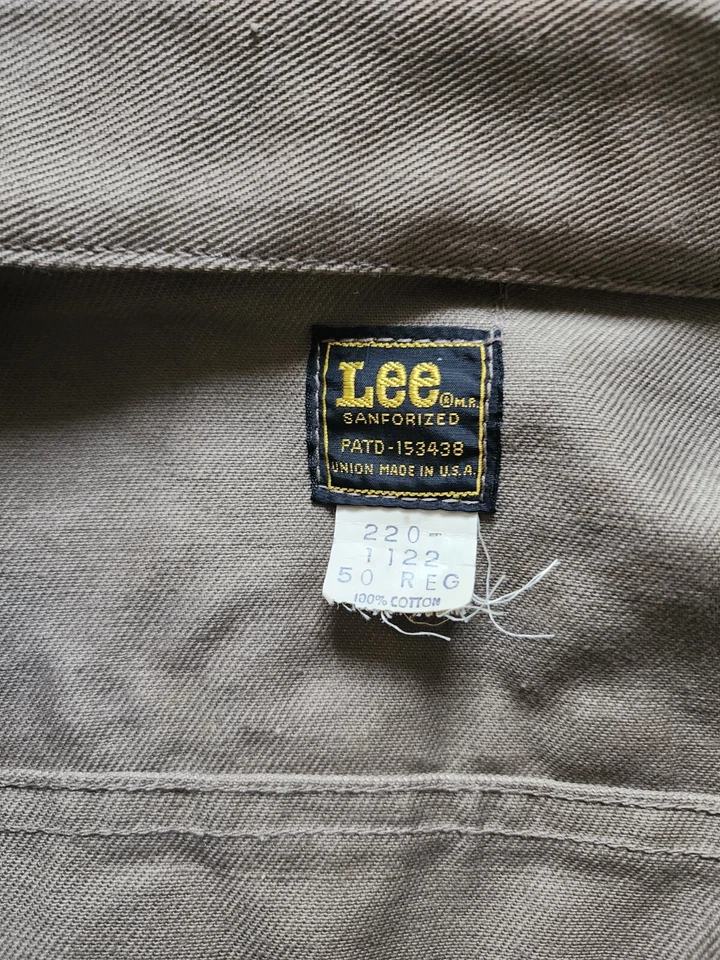 Lee ® M.R.
SANFORIZED
PATD-153438
UNION MADE IN U.S.A.
220-
1122
50 REG
100% COTTON